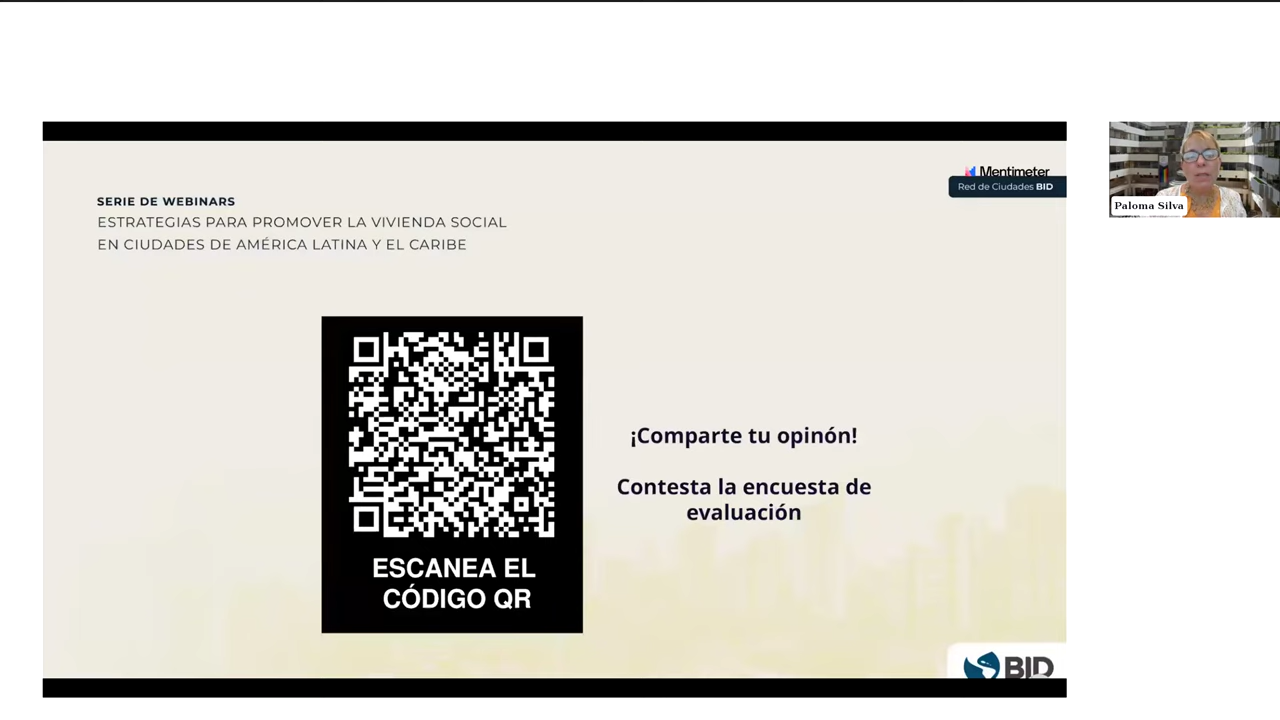 Mentimeter
Red de Ciudades BID
SERIE DE WEBINARS
ESTRATEGIAS PARA PROMOVER LA VIVIENDA SOCIAL
EN CIUDADES DE AMÉRICA LATINA Y EL CARIBE
Paloma Silva
¡Comparte tu opinón!
Contesta la encuesta de
evaluación
ESCANEA EL
CÓDIGO QR
BID